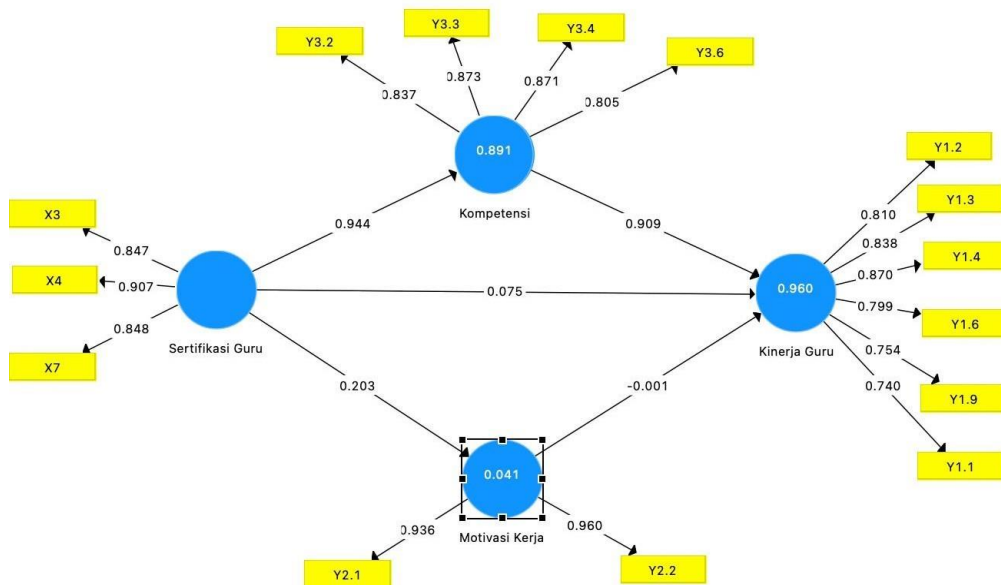 Y3.2
Y3.3
Y3.4
Y3.6
0.837
0.873
0.871
0.805
0.891
Kompetensi
X3
X4
X7
0.847
0.907
0.848
Sertifikasi Guru
0.944
0.909
0.075
0.203
-0.001
0.960
Kinerja Guru
Y1.2
Y1.3
Y1.4
Y1.6
Y1.9
Y1.1
0.810
0.838
0.870
0.799
0.754
0.740
0.041
Motivasi Kerja
0.936
0.960
Y2.1
Y2.2